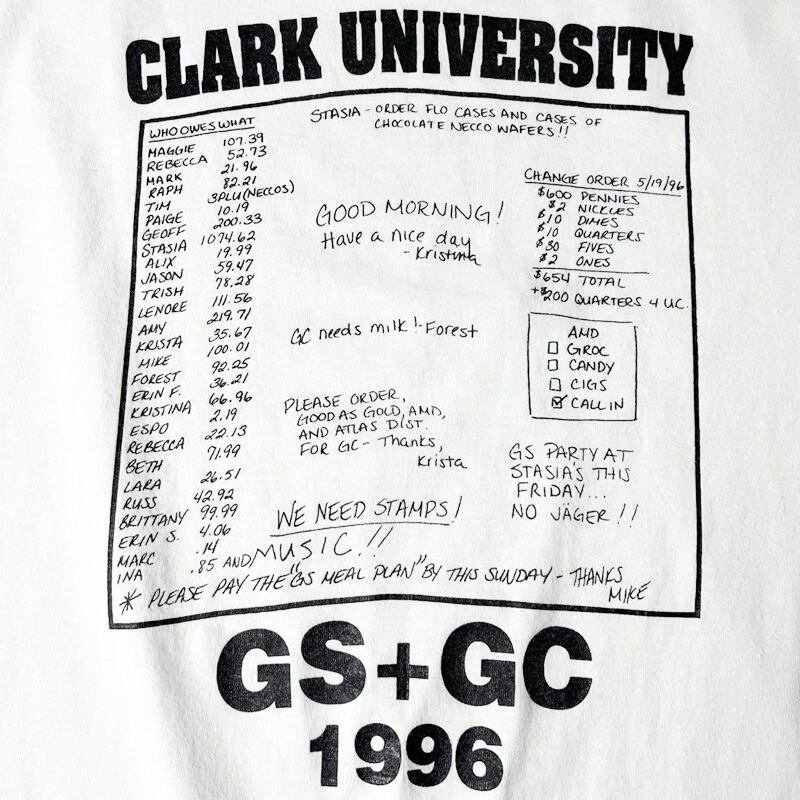 CLARK UNIVERSITY
WHO OWES WHAT
MAGGIE 107.39
REBECCA 52.73
MARK 21.96
RAPH 82.21
TIM 3PLU (NECCOS)
PAIGE 10.19
GEOFF 200.33
STASIA 1074.62
ALIX 19.99
JASON 59.47
TRISH 78.28
LENORE 111.56
AMY 219.71
KRISTA 35.67
MIKE 100.01
FOREST 92.25
ERIN F. 36.21
KRISTINA 66.96
ESPO 2.19
REBECCA 22.13
BETH 71.99
LARA 26.51
RUSS 42.92
BRITTANY 99.99
ERIN S. 4.06
MARC .14
INA .85
STASIA - ORDER FLO CASES AND CASES OF
CHOCOLATE NECCO WAFERS!!
GOOD MORNING!
Have a nice day
- Kristina
GC needs milk! - Forest
PLEASE ORDER,
GOOD AS GOLD, AMD,
AND ATLAS DIST.
FOR GC - Thanks,
Krista
WE NEED STAMPS!
AND MUSIC!!
CHANGE ORDER 5/19/96
$600 PENNIES
$2 NICKLES
$10 DIMES
$10 QUARTERS
$30 FIVES
$2 ONES
$654 TOTAL
+$200 QUARTERS 4 UC.
AMD
☐ GROC
☐ CANDY
☐ CIGS
☑ CALL IN
GS PARTY AT
STASIA'S THIS
FRIDAY...
NO JÄGER!!
* PLEASE PAY THE "GS MEAL PLAN" BY THIS SUNDAY - THANKS
MIKE
GS+GC
1996